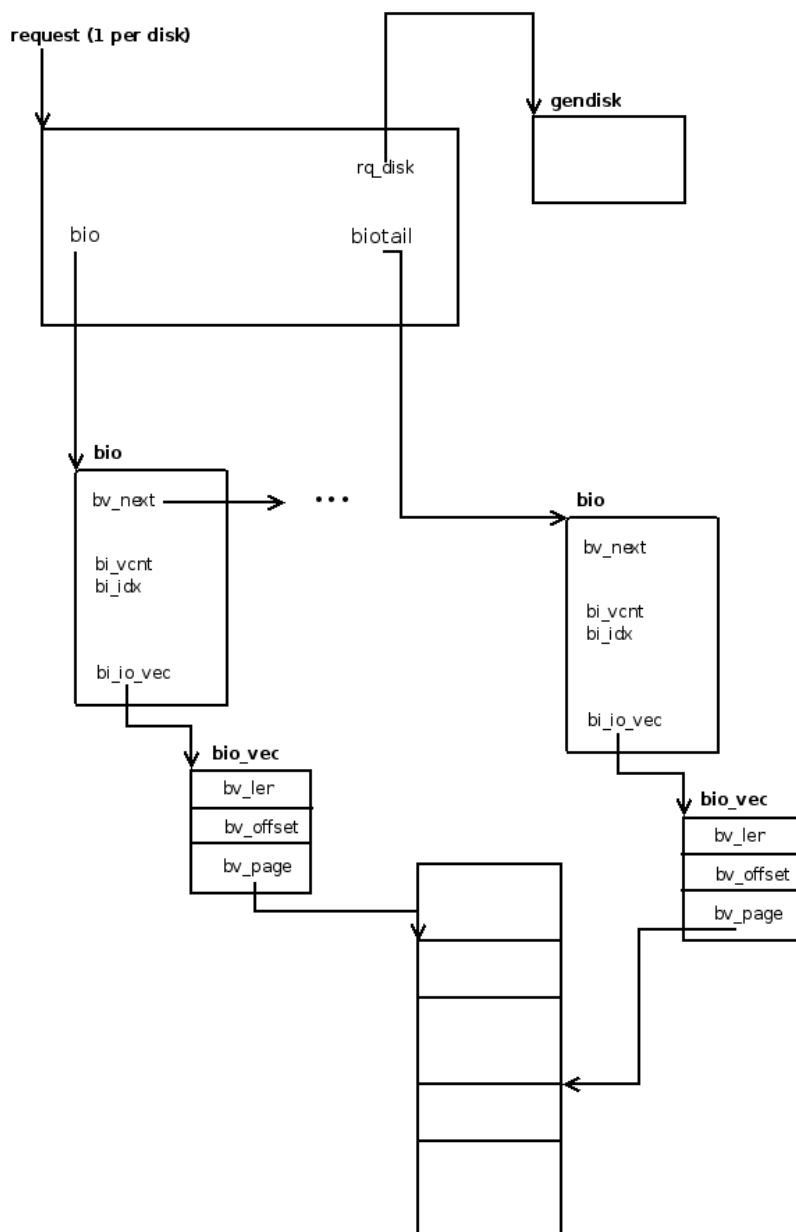 request (1 per disk)
gendisk
rq_disk
bio
biotail
bio
bv_next
...
bi_vcnt
bi_idx
bi_io_vec
bio
bv_next
bi_vcnt
bi_idx
bi_io_vec
bio_vec
bv_ler
bv_offset
bv_page
bio_vec
bv_ler
bv_offset
bv_page